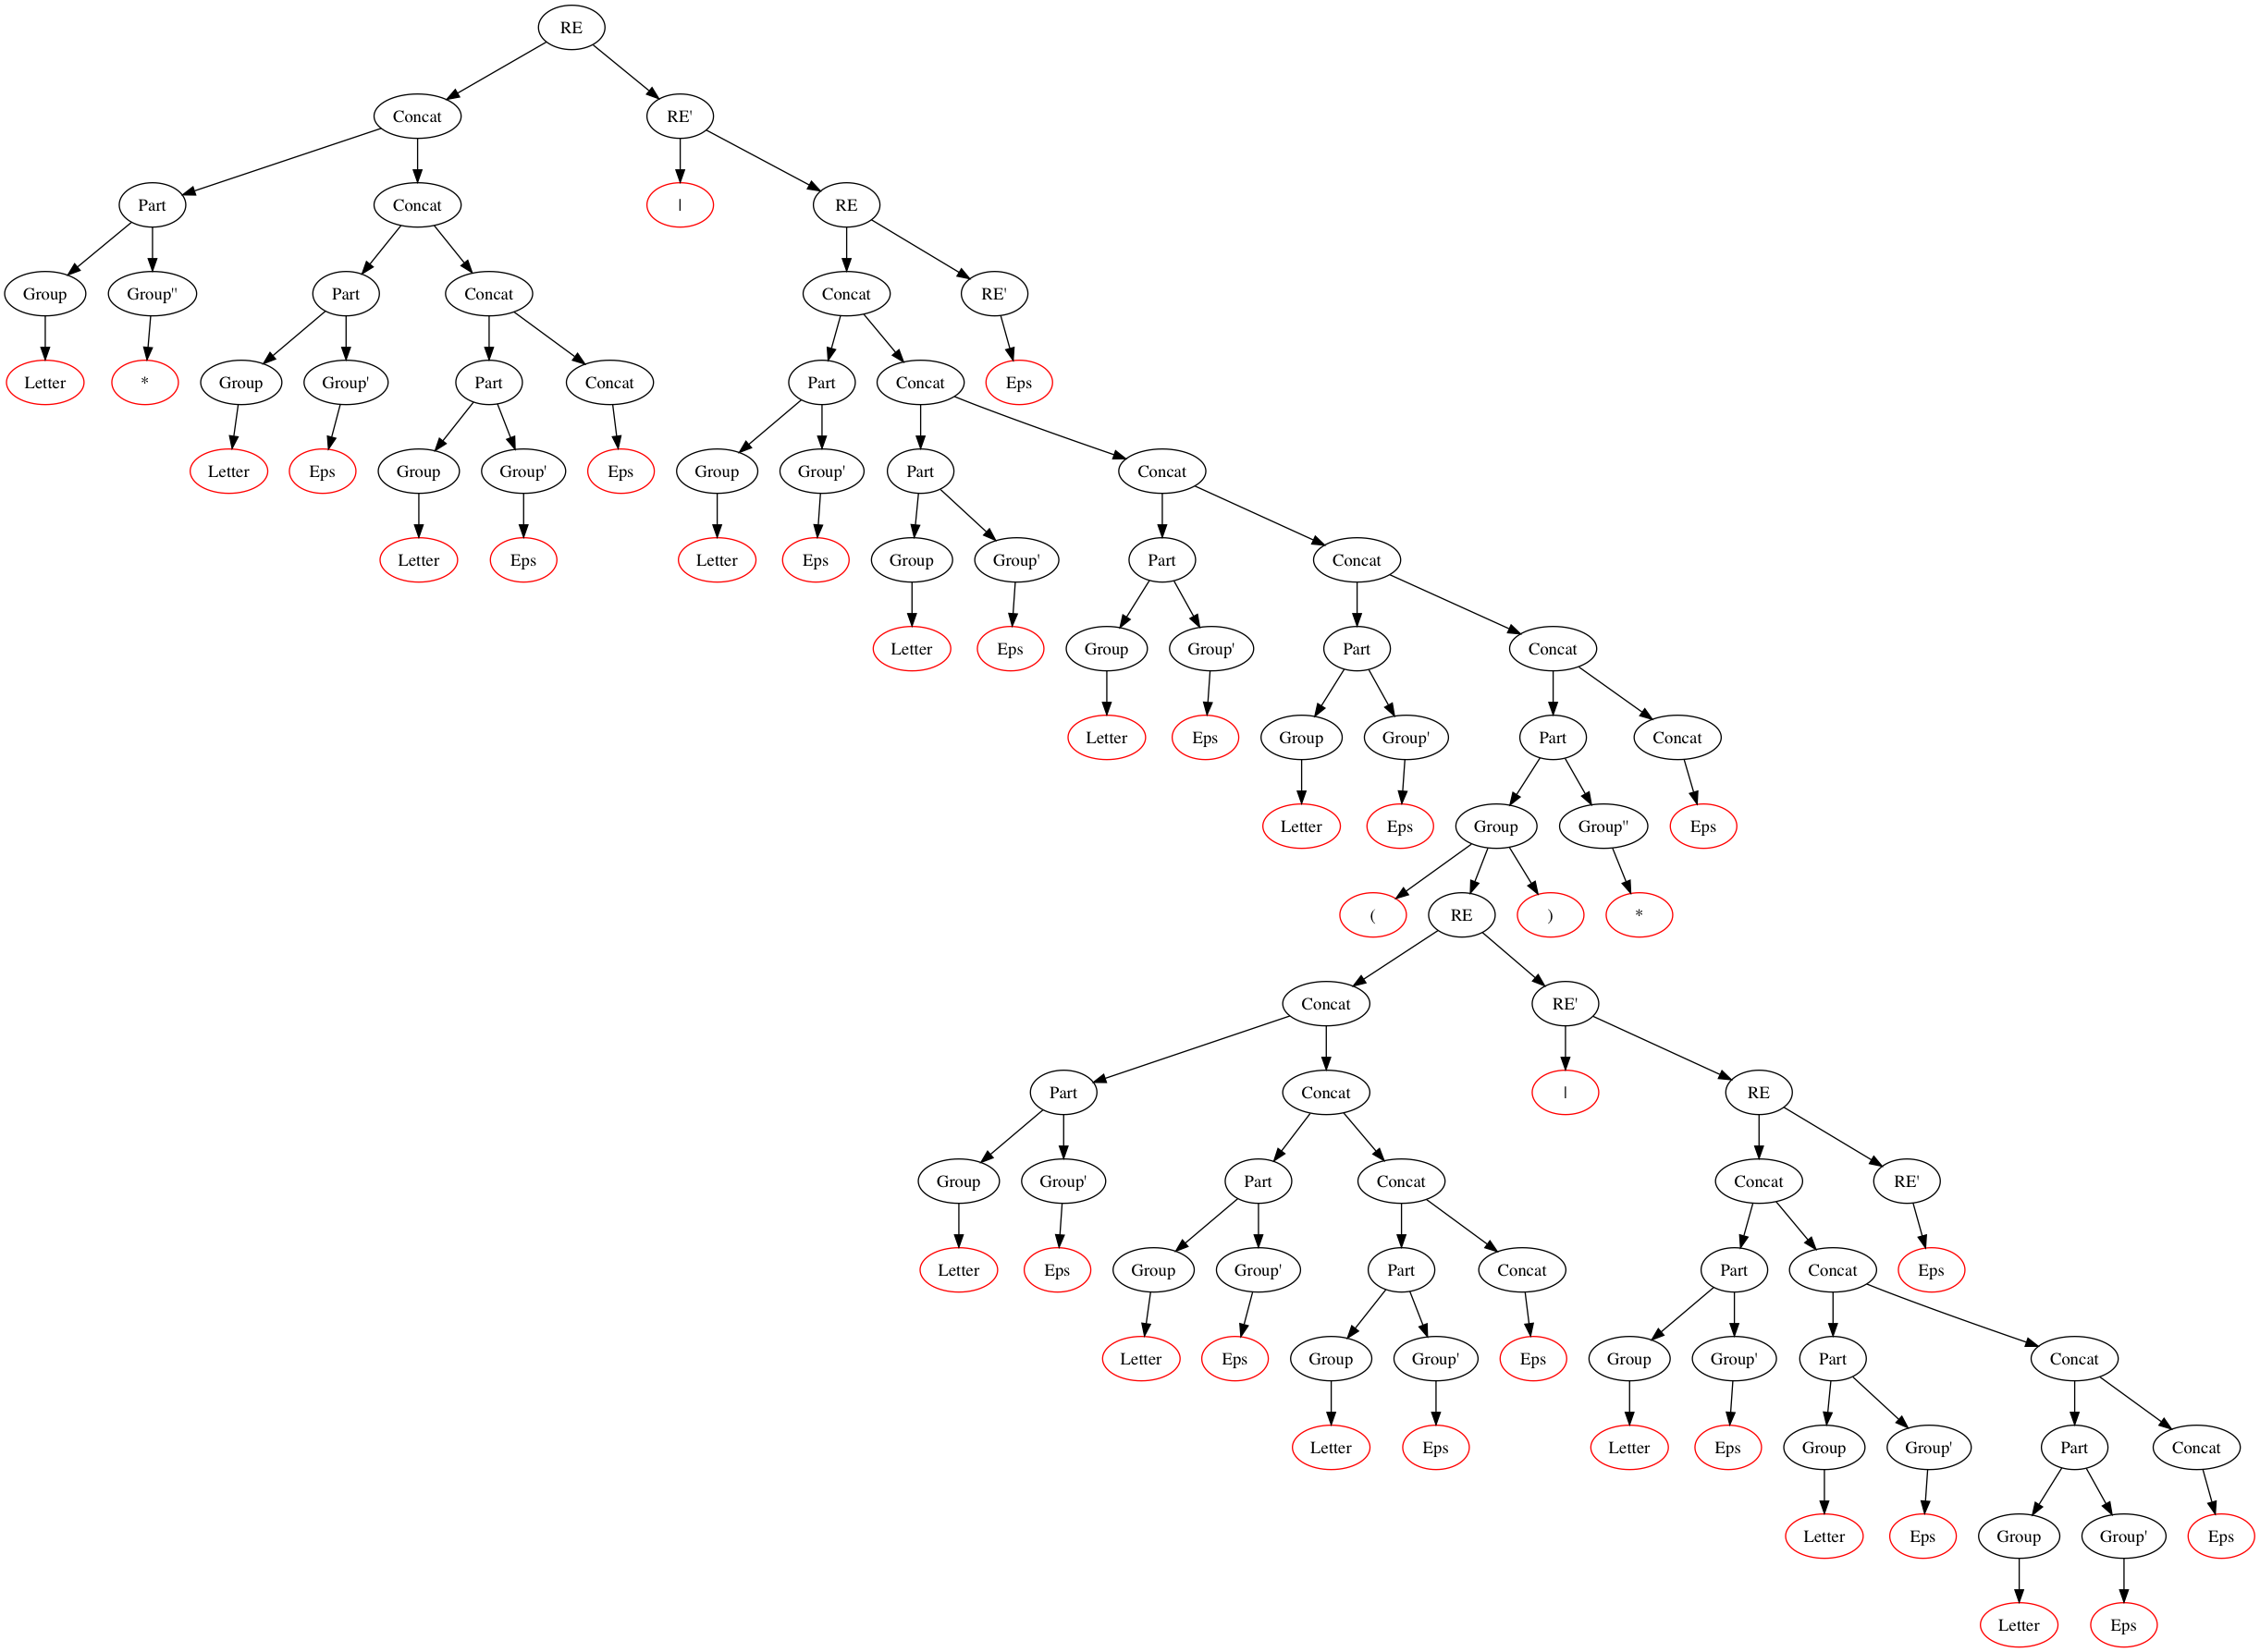 RE
Concat RE'
Part Concat | RE
Group Group'' Part Concat Concat RE'
Letter * Group Group' Part Concat Part Concat Eps
Letter Eps Group Group' Eps Group Group' Part Concat
Letter Eps Letter Eps Group Group' Part Concat
Letter Eps Group Group' Part Concat
Letter Eps Group Group' Part Concat
Letter Eps Group Group'' Eps
( RE ) *
Concat RE'
Part Concat | RE
Group Group' Part Concat Concat RE'
Letter Eps Group Group' Part Concat Part Concat Eps
Letter Eps Group Group' Eps Group Group' Part Concat
Letter Eps Letter Eps Group Group' Part Concat
Letter Eps Group Group' Eps
Letter Eps